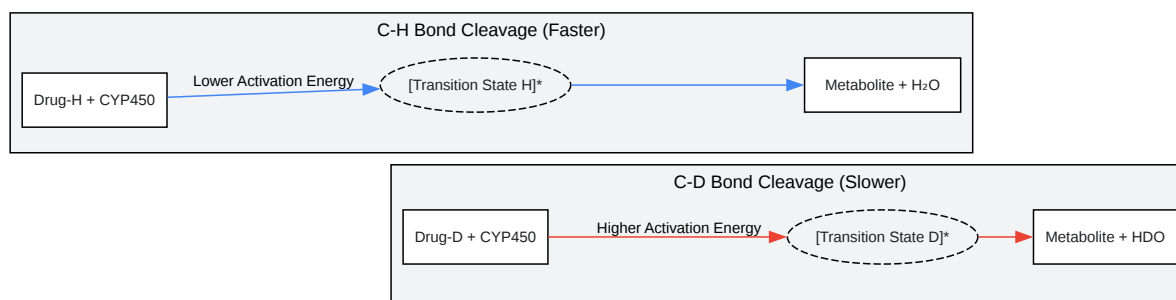 C-H Bond Cleavage (Faster)
Drug-H + CYP450
Lower Activation Energy
[Transition State H]*
Metabolite + H₂O
C-D Bond Cleavage (Slower)
Drug-D + CYP450
Higher Activation Energy
[Transition State D]*
Metabolite + HDO